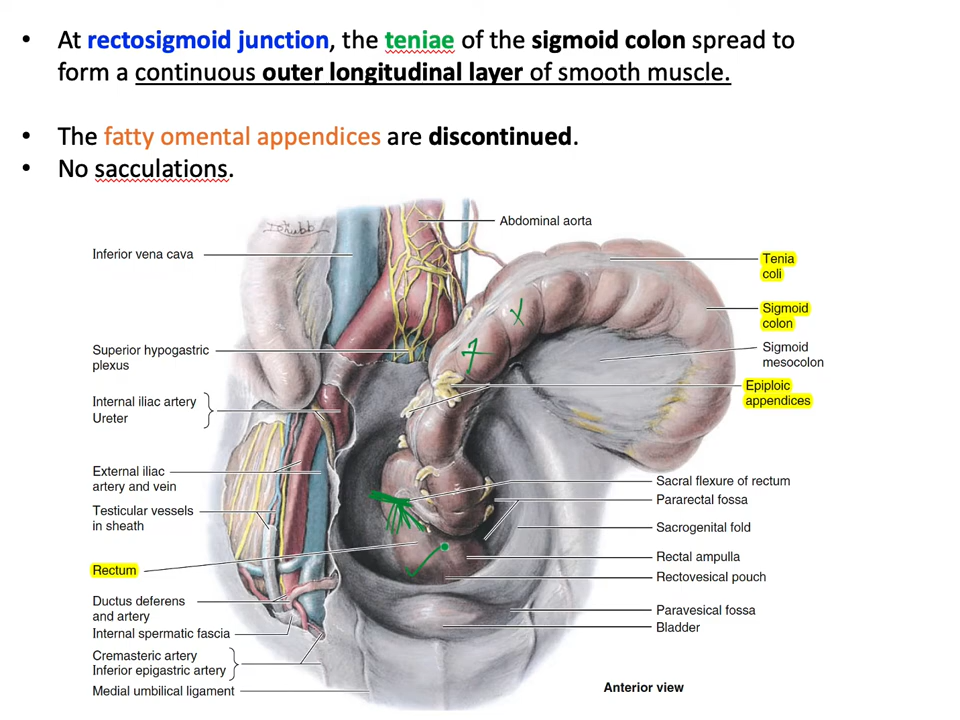 • At rectosigmoid junction, the teniae of the sigmoid colon spread to
form a continuous outer longitudinal layer of smooth muscle.
• The fatty omental appendices are discontinued.
• No sacculations.
Abdominal aorta
Inferior vena cava
Tenia
coli
Sigmoid
colon
Superior hypogastric
plexus
Sigmoid
mesocolon
Epiploic
appendices
Internal iliac artery
Ureter
External iliac
artery and vein
Sacral flexure of rectum
Pararectal fossa
Testicular vessels
in sheath
Sacrogenital fold
Rectal ampulla
Rectum
Rectovesical pouch
Ductus deferens
and artery
Paravesical fossa
Bladder
Internal spermatic fascia
Cremasteric artery
Inferior epigastric artery
Medial umbilical ligament
Anterior view